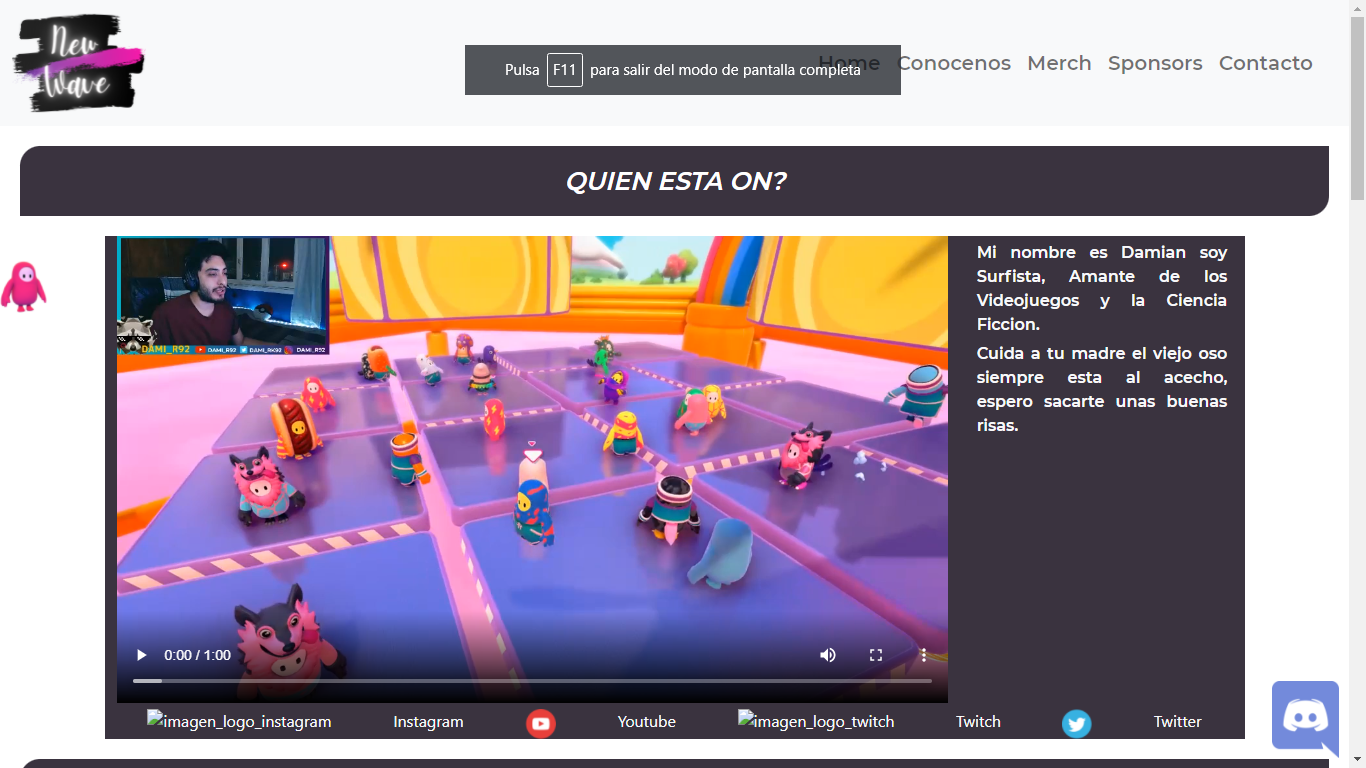 New
Wave
Pulsa F11 para salir del modo de pantalla completa
Home Conocenos Merch Sponsors Contacto
QUIEN ESTA ON?
Mi nombre es Damian soy
Surfista, Amante de los
Videojuegos y la Ciencia
Ficcion.
Cuida a tu madre el viejo oso
siempre esta al acecho,
espero sacarte unas buenas
risas.
DAMI_R92 DAMI_R92 DAMI_RK92 DAMI_R92
0:00 / 1:00
imagen_logo_instagram Instagram Youtube imagen_logo_twitch Twitch Twitter